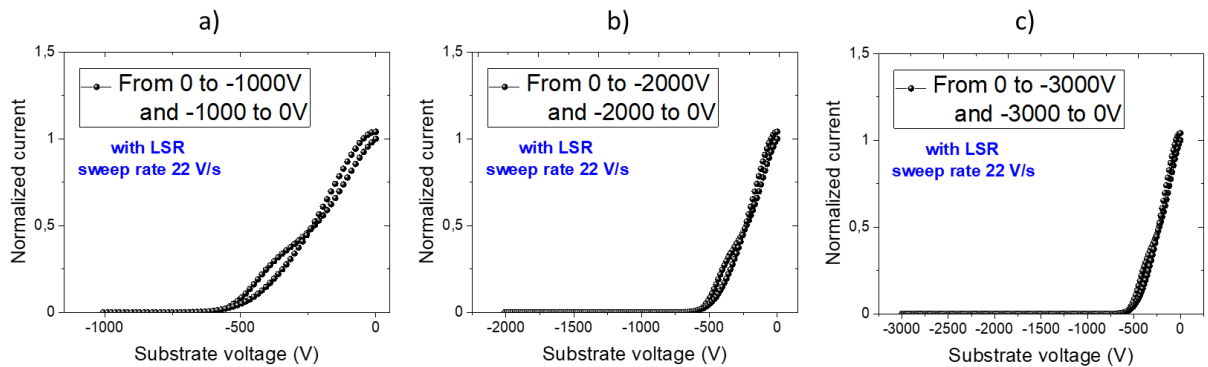 a)
1,5
1
0,5
0
Normalized current
From 0 to -1000V
and -1000 to 0V
with LSR
sweep rate 22 V/s
-1000
-500
0
Substrate voltage (V)
b)
1,5
1
0,5
0
Normalized current
From 0 to -2000V
and -2000 to 0V
with LSR
sweep rate 22 V/s
-2000
-1500
-1000
-500
0
Substrate voltage (V)
c)
1,5
1
0,5
0
Normalized current
From 0 to -3000V
and -3000 to 0V
with LSR
sweep rate 22 V/s
-3000
-2500
-2000
-1500
-1000
-500
0
Substrate voltage (V)